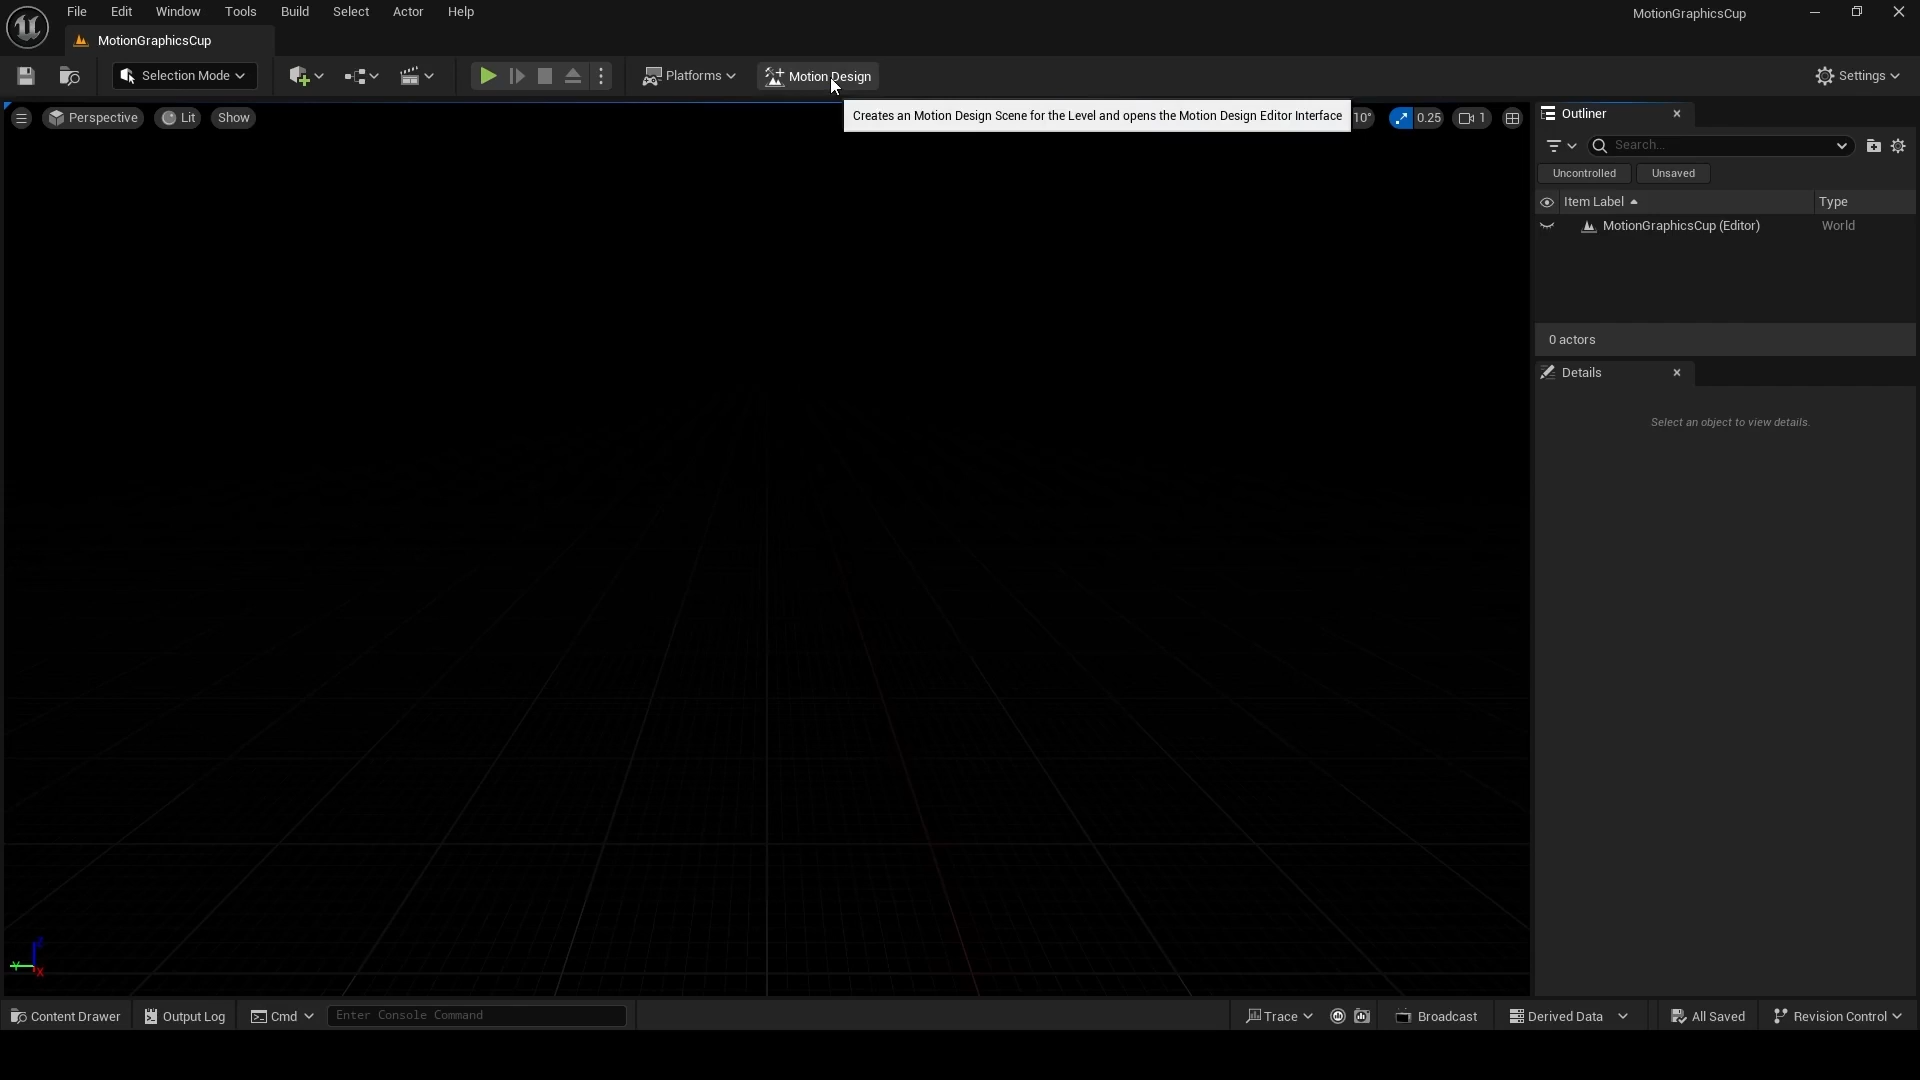 File Edit Window Tools Build Select Actor Help
MotionGraphicsCup
MotionGraphicsCup
Selection Mode
Platforms
Motion Design
Settings
Creates an Motion Design Scene for the Level and opens the Motion Design Editor Interface
Perspective Lit Show
10° 0.25 1
Outliner
Search...
Uncontrolled Unsaved
Item Label Type
MotionGraphicsCup (Editor) World
0 actors
Details
Select an object to view details.
Z
Y X
Content Drawer Output Log Cmd Enter Console Command Trace Broadcast Derived Data All Saved Revision Control